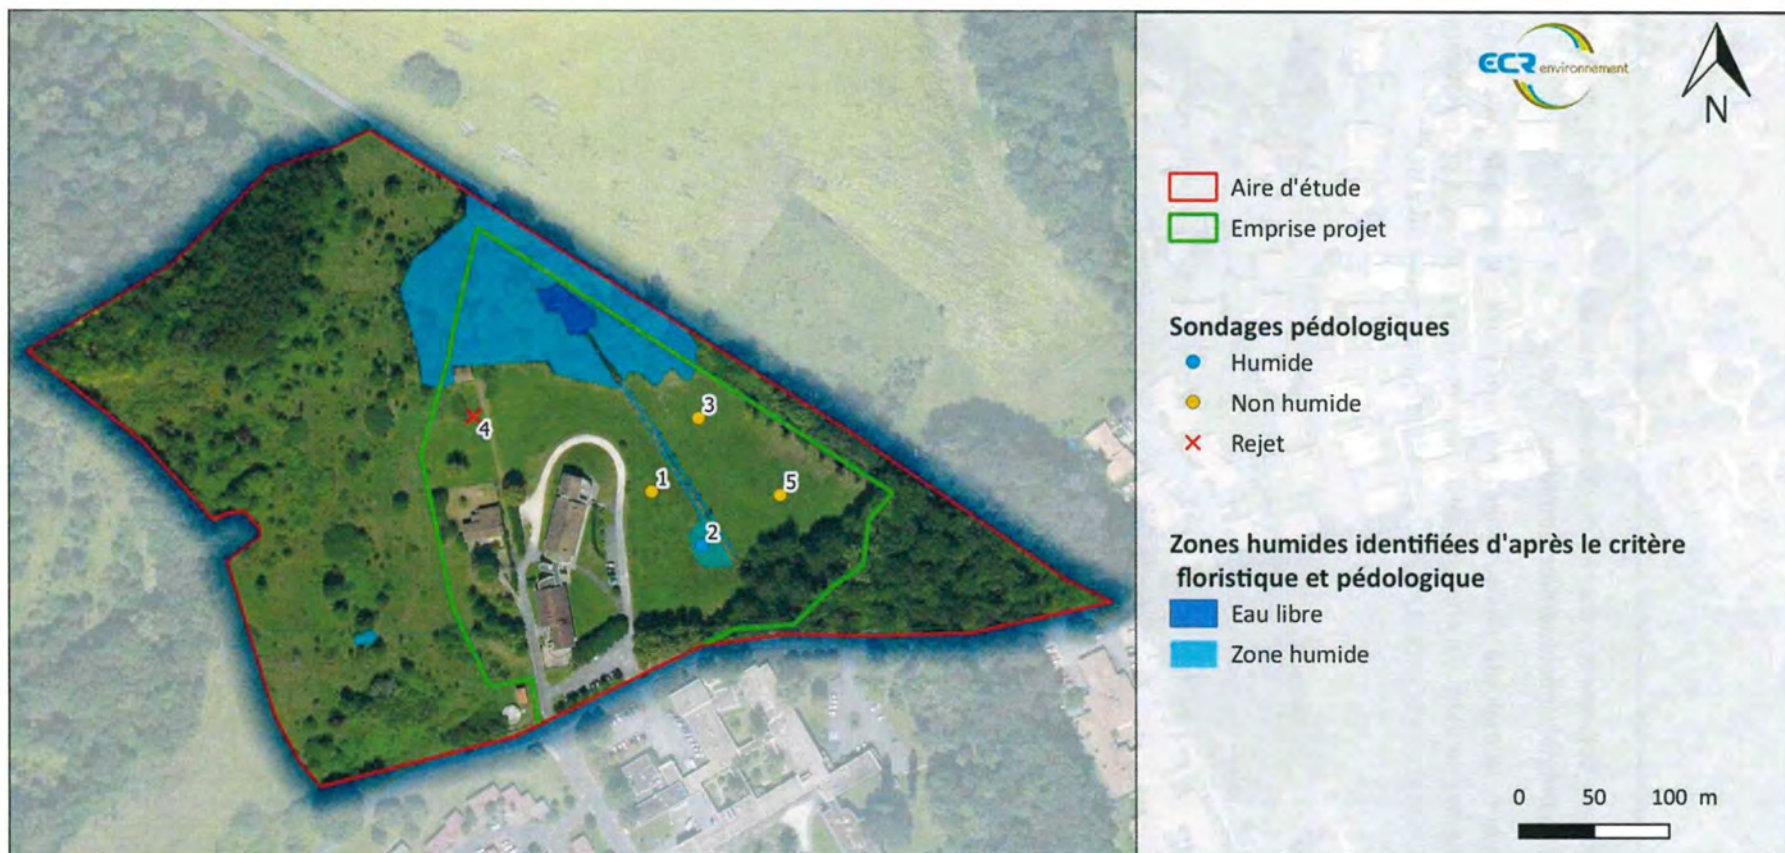 ECR environnement
N
Aire d'étude
Emprise projet
Sondages pédologiques
Humide
Non humide
Rejet
Zones humides identifiées d'après le critère
floristique et pédologique
Eau libre
Zone humide
0 50 100 m
3
4
1
5
2